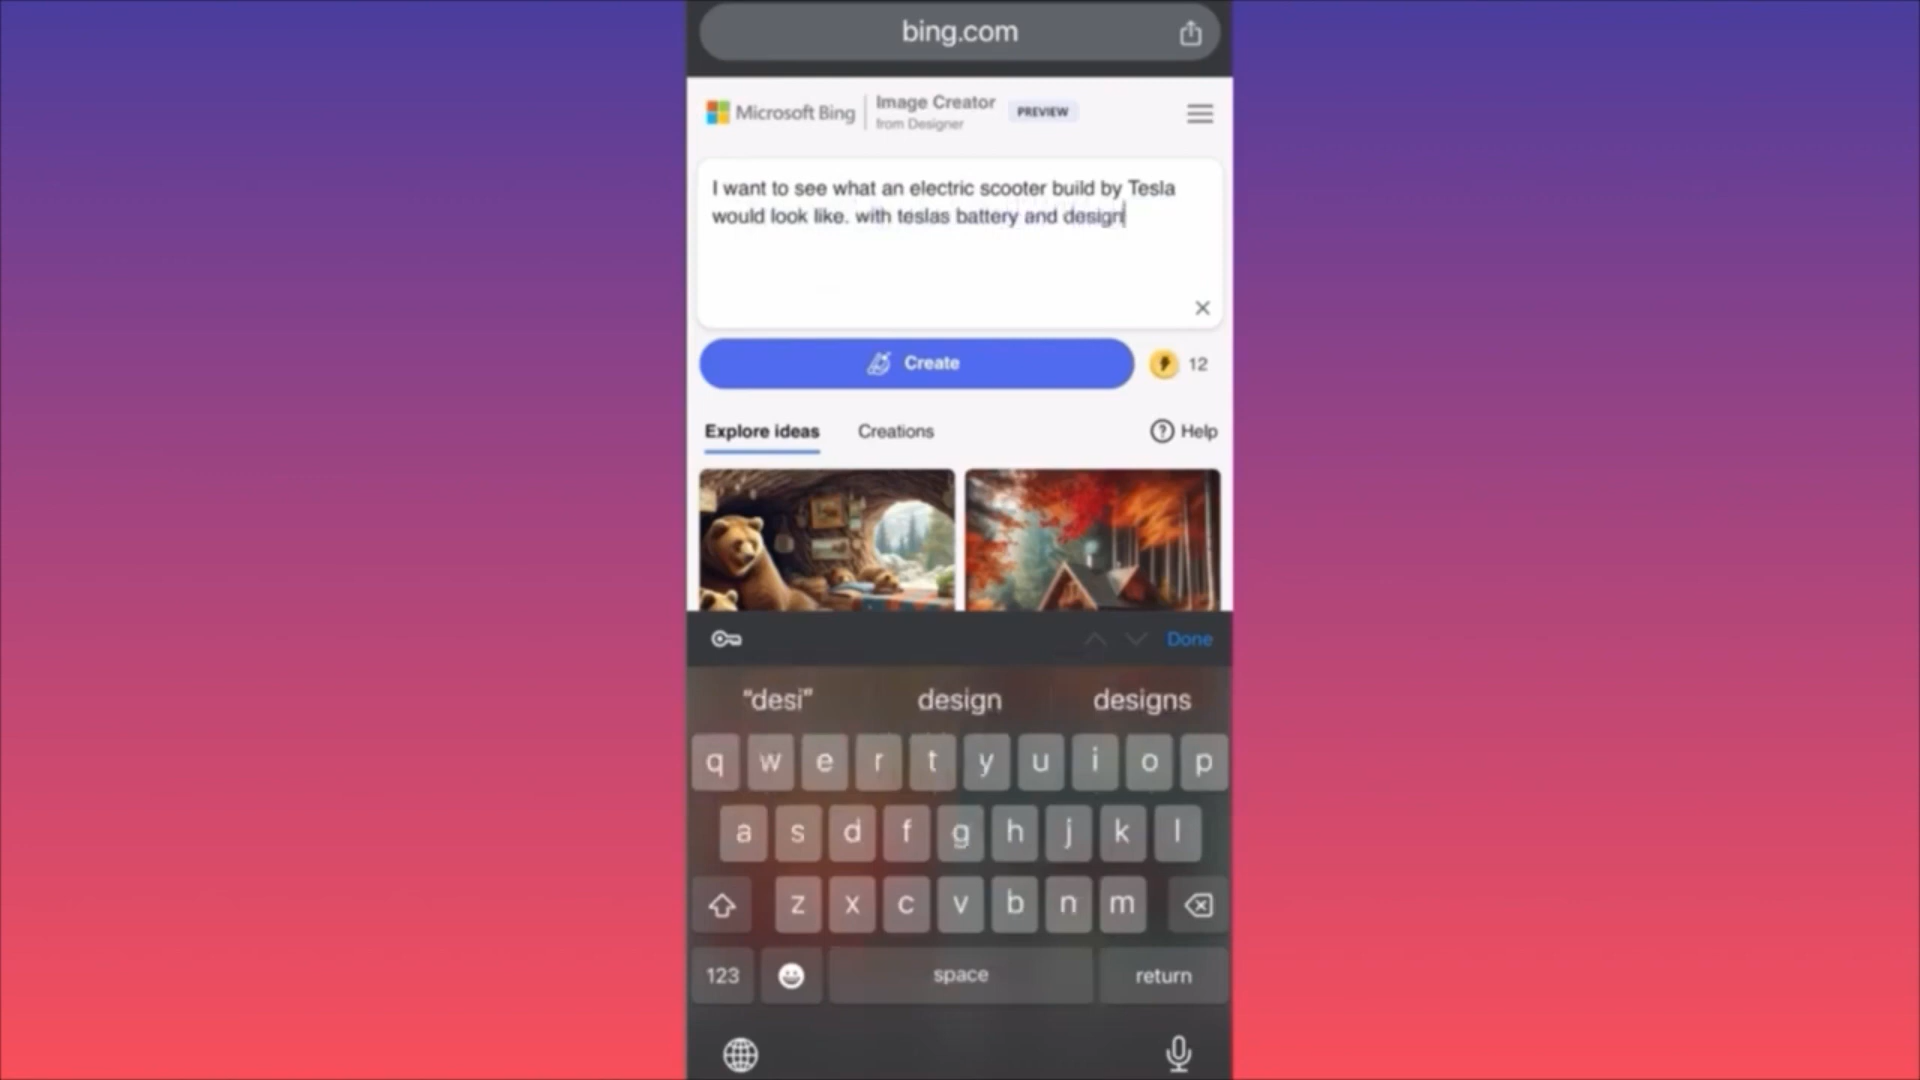 bing.com
Microsoft Bing
Image Creator
from Designer
PREVIEW
I want to see what an electric scooter build by Tesla
would look like. with teslas battery and design
Create
12
Explore ideas
Creations
Help
Done
“desi”
design
designs
q w e r t y u i o p
a s d f g h j k l
z x c v b n m
123
space
return